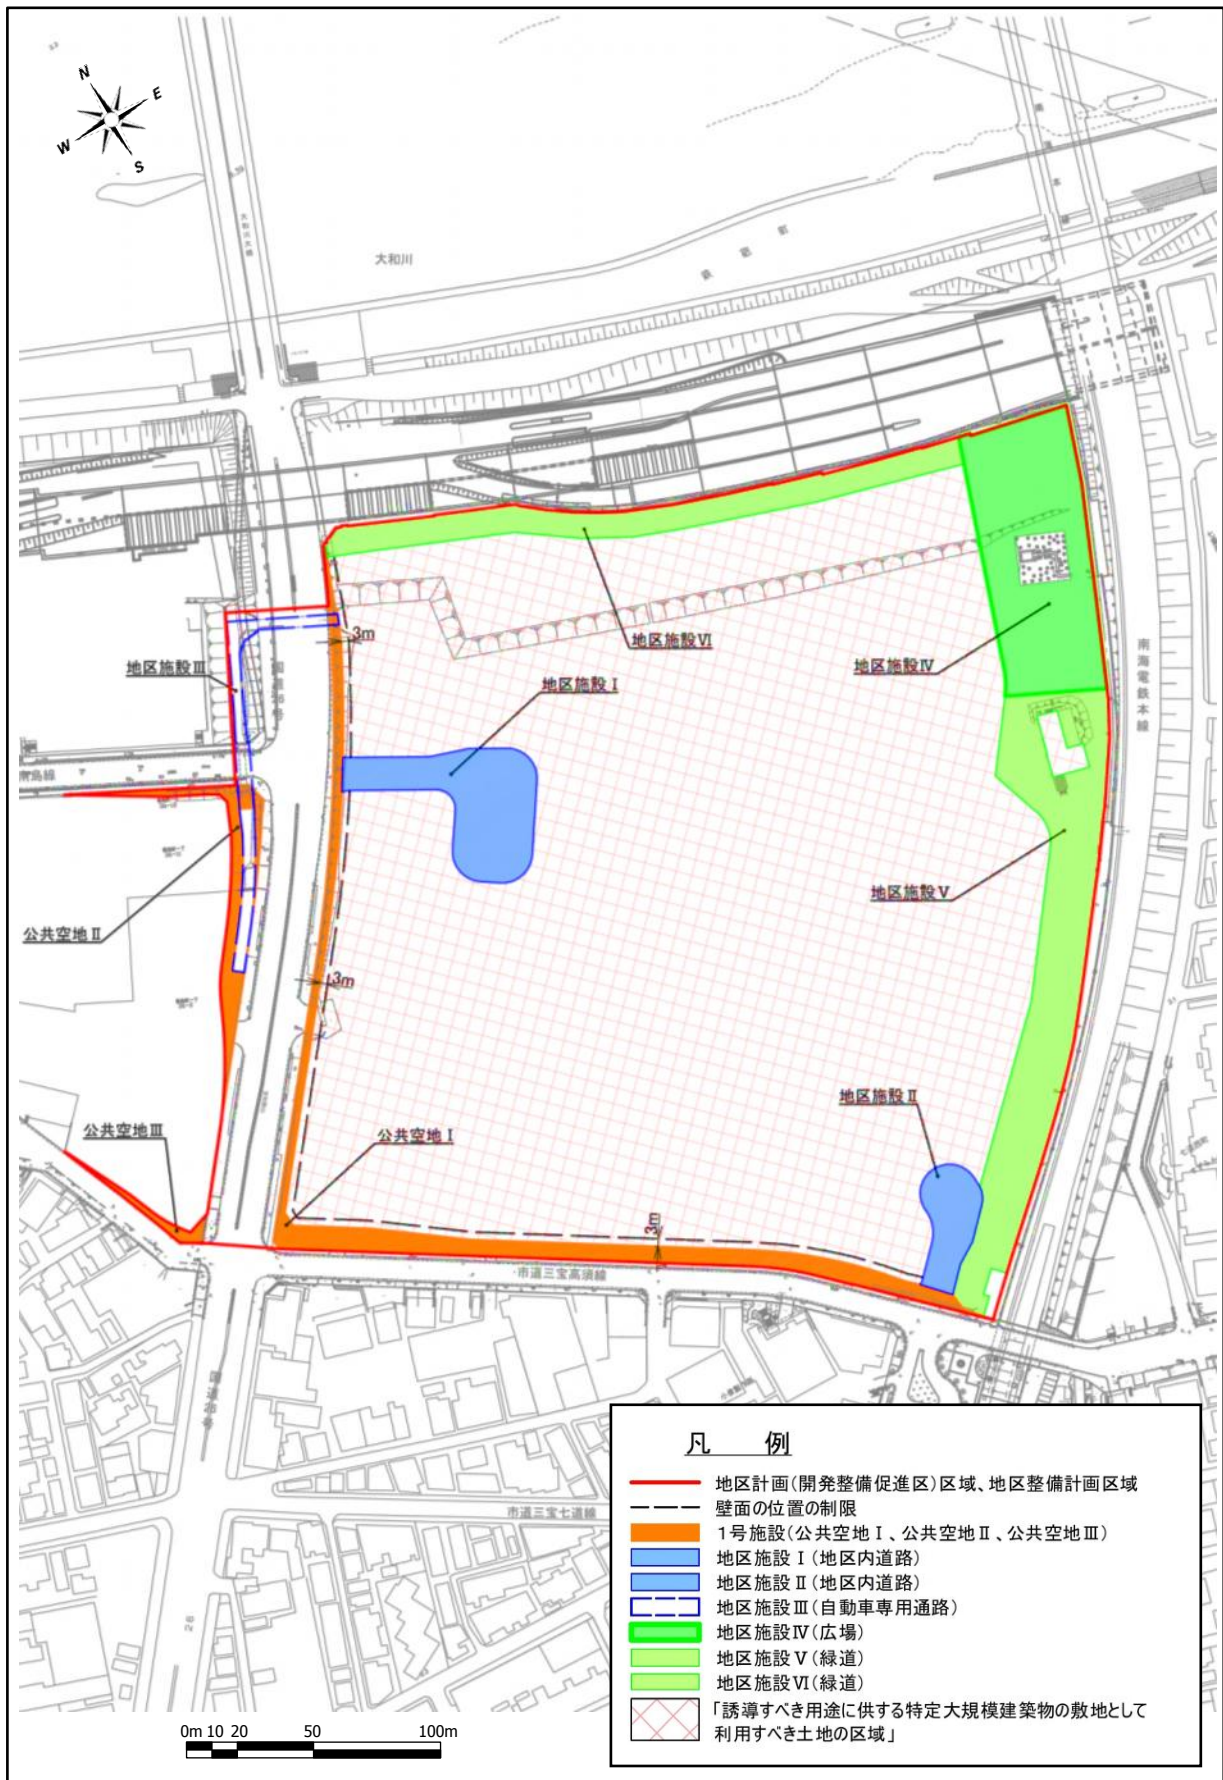 N
E
W
S
大和川大橋
大和川
鉄砲町
地区施設Ⅵ
地区施設Ⅲ
3m
地区施設Ⅳ
地区施設Ⅰ
南海電鉄本線
南島線
地区施設Ⅴ
公共空地Ⅱ
3m
地区施設Ⅱ
公共空地Ⅲ
公共空地Ⅰ
3m
市道三宝高須線
市道三宝七道線
26
凡 例
地区計画(開発整備促進区)区域、地区整備計画区域
壁面の位置の制限
1号施設(公共空地Ⅰ、公共空地Ⅱ、公共空地Ⅲ)
地区施設Ⅰ(地区内道路)
地区施設Ⅱ(地区内道路)
地区施設Ⅲ(自動車専用通路)
地区施設Ⅳ(広場)
地区施設Ⅴ(緑道)
地区施設Ⅵ(緑道)
「誘導すべき用途に供する特定大規模建築物の敷地として
利用すべき土地の区域」
0m 10 20 50 100m